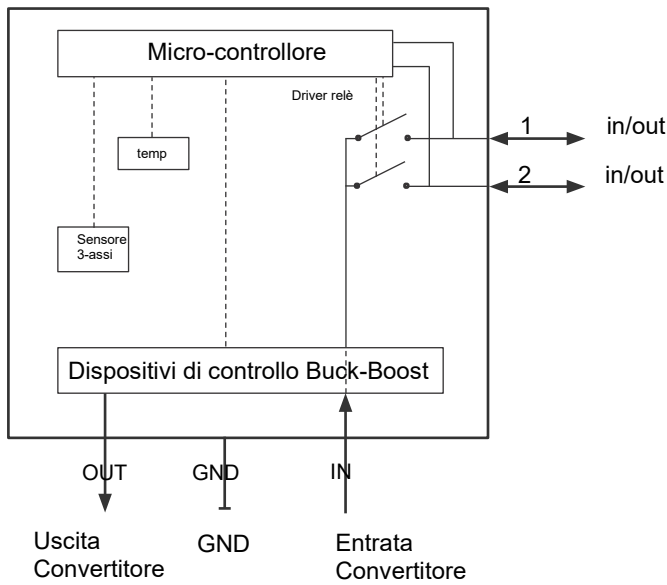 Micro-controllore
Driver relè
temp
1
in/out
2
in/out
Sensore
3-assi
Dispositivi di controllo Buck-Boost
OUT
GND
IN
Uscita
Convertitore
GND
Entrata
Convertitore